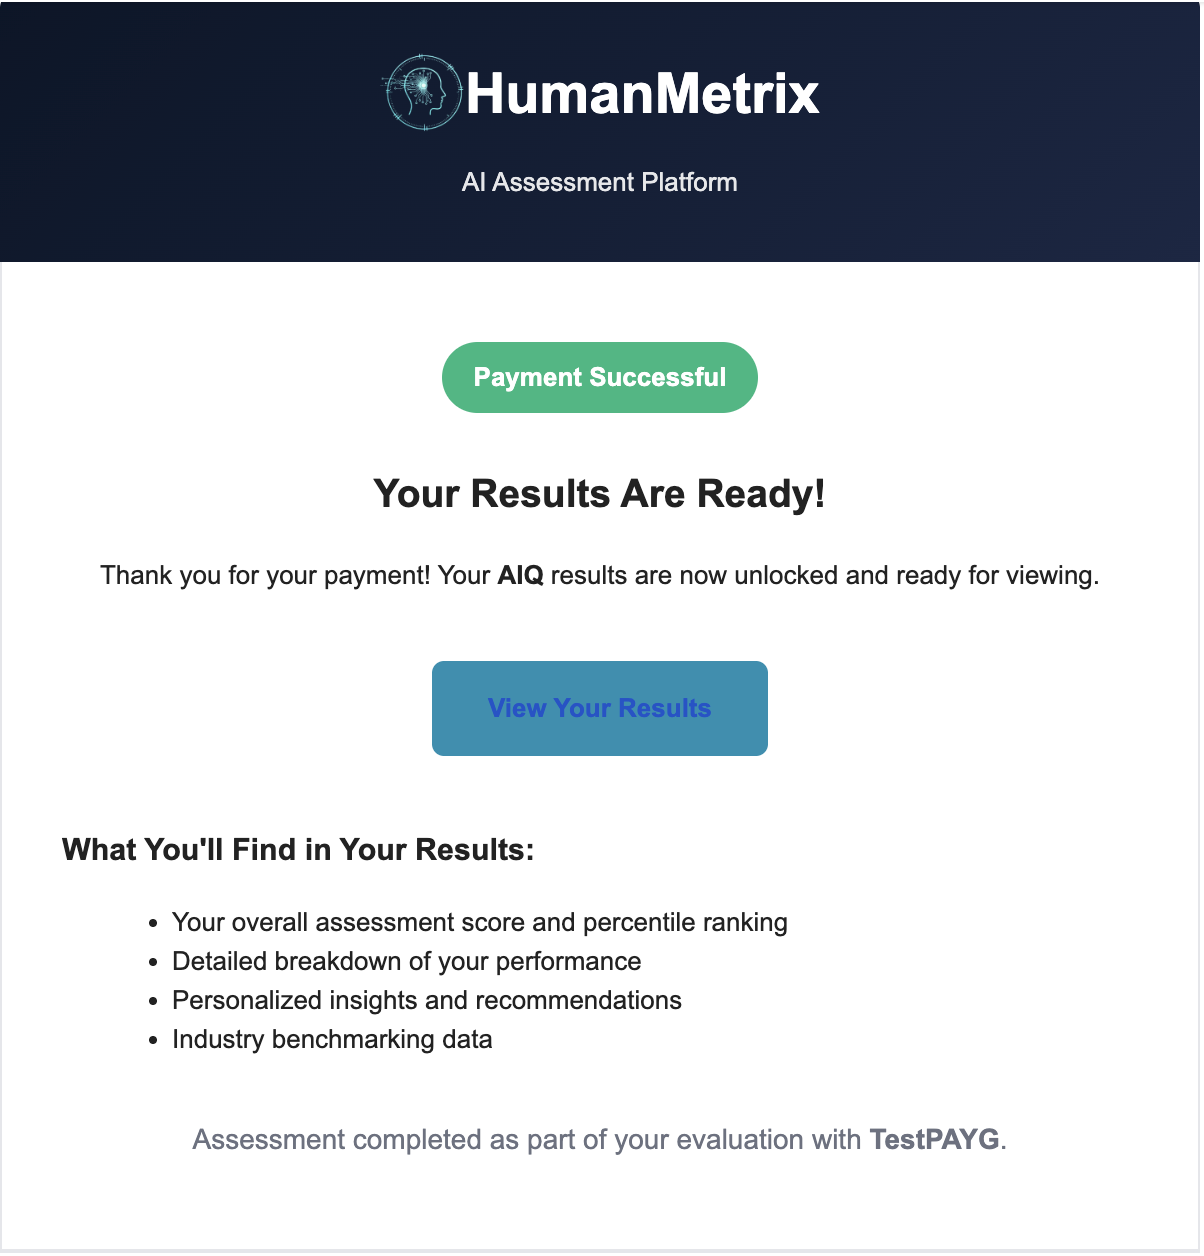 HumanMetrix
AI Assessment Platform
Payment Successful
Your Results Are Ready!
Thank you for your payment! Your AIQ results are now unlocked and ready for viewing.
View Your Results
What You'll Find in Your Results:
• Your overall assessment score and percentile ranking
• Detailed breakdown of your performance
• Personalized insights and recommendations
• Industry benchmarking data
Assessment completed as part of your evaluation with TestPAYG.